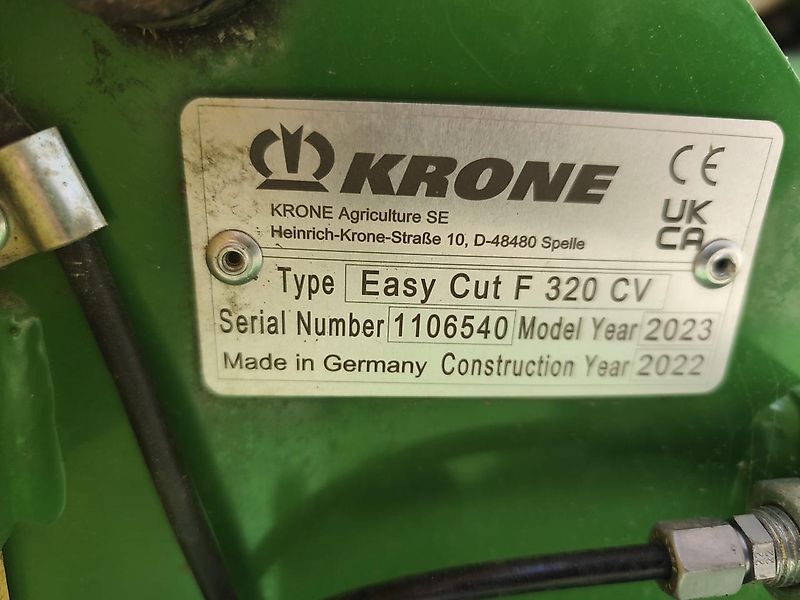 KRONE
CE
KRONE Agriculture SE
Heinrich-Krone-Straße 10, D-48480 Spelle
UK
CA
Type Easy Cut F 320 CV
Serial Number 1106540 Model Year 2023
Made in Germany Construction Year 2022